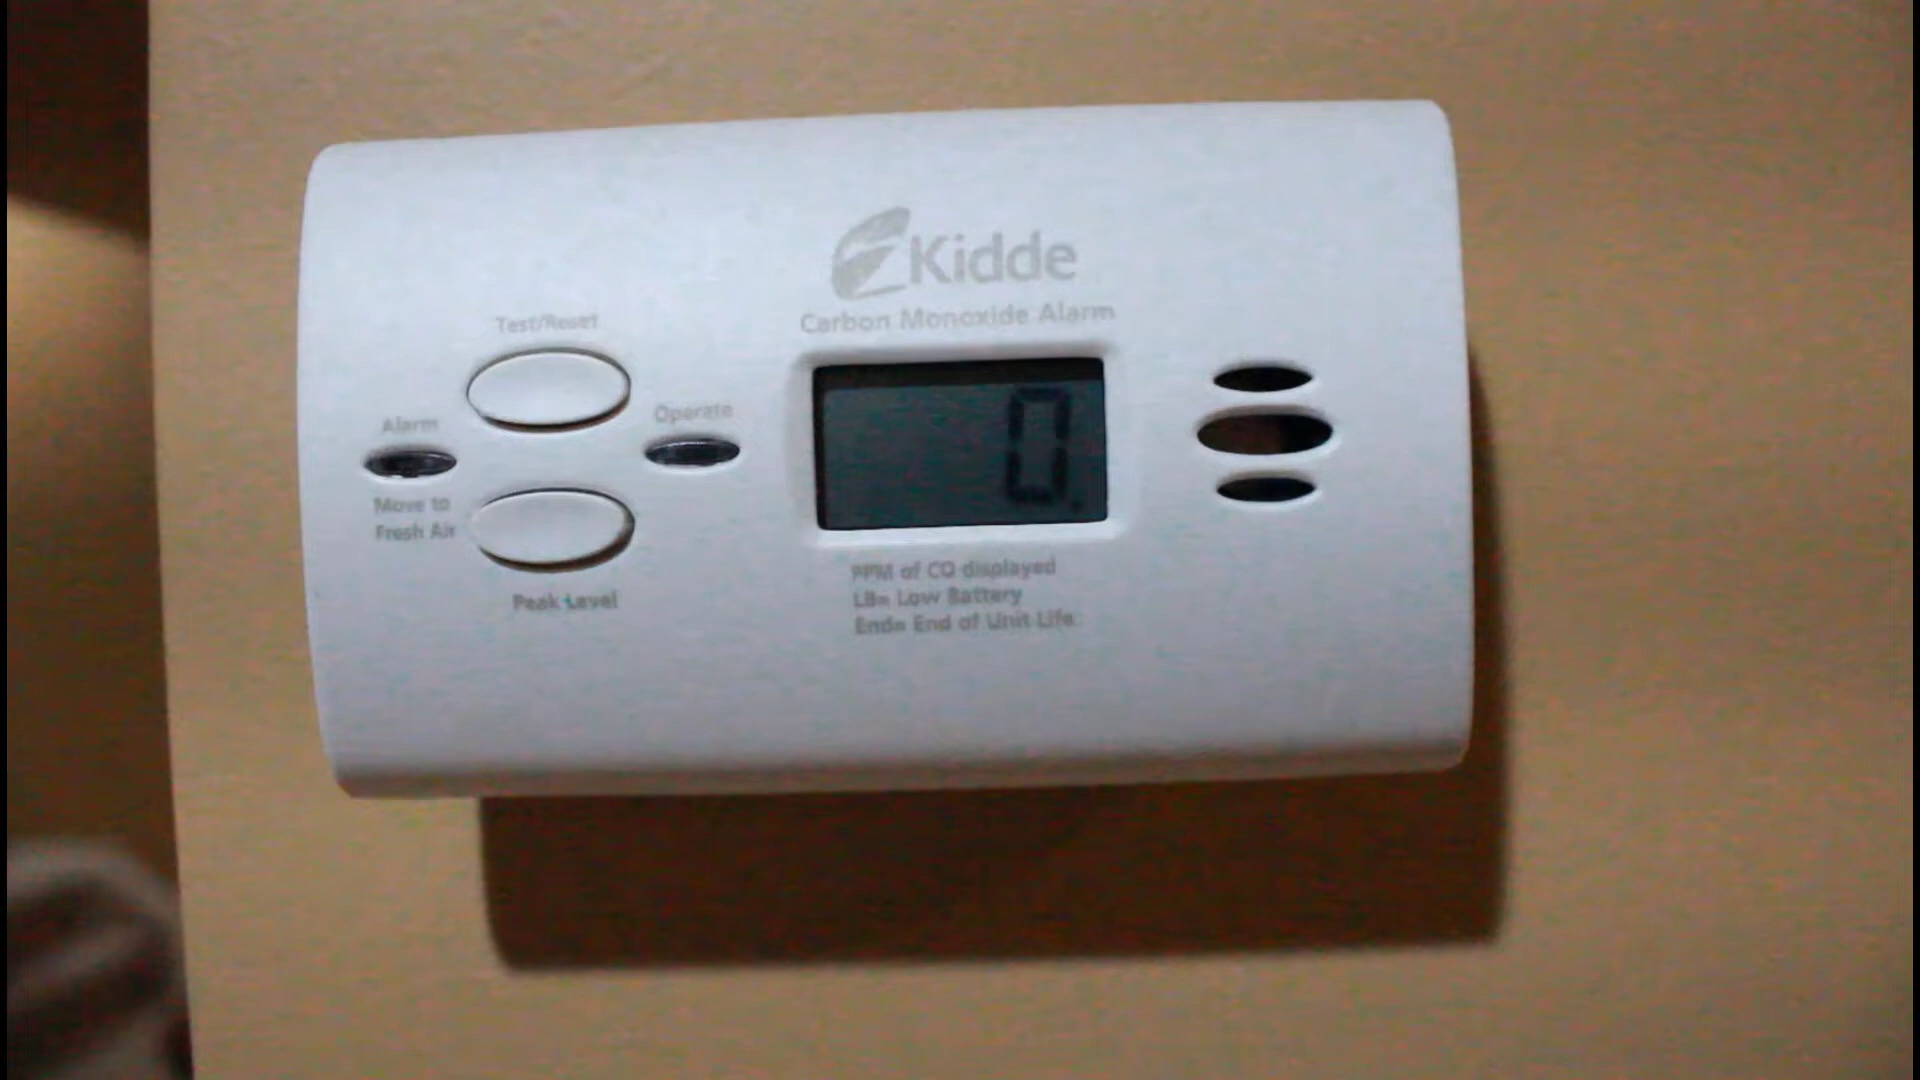 Kidde
Carbon Monoxide Alarm
Test/Reset
Alarm
Operate
0.
Move to
Fresh Air
Peak Level
PPM of CO displayed
LB= Low Battery
End= End of Unit Life